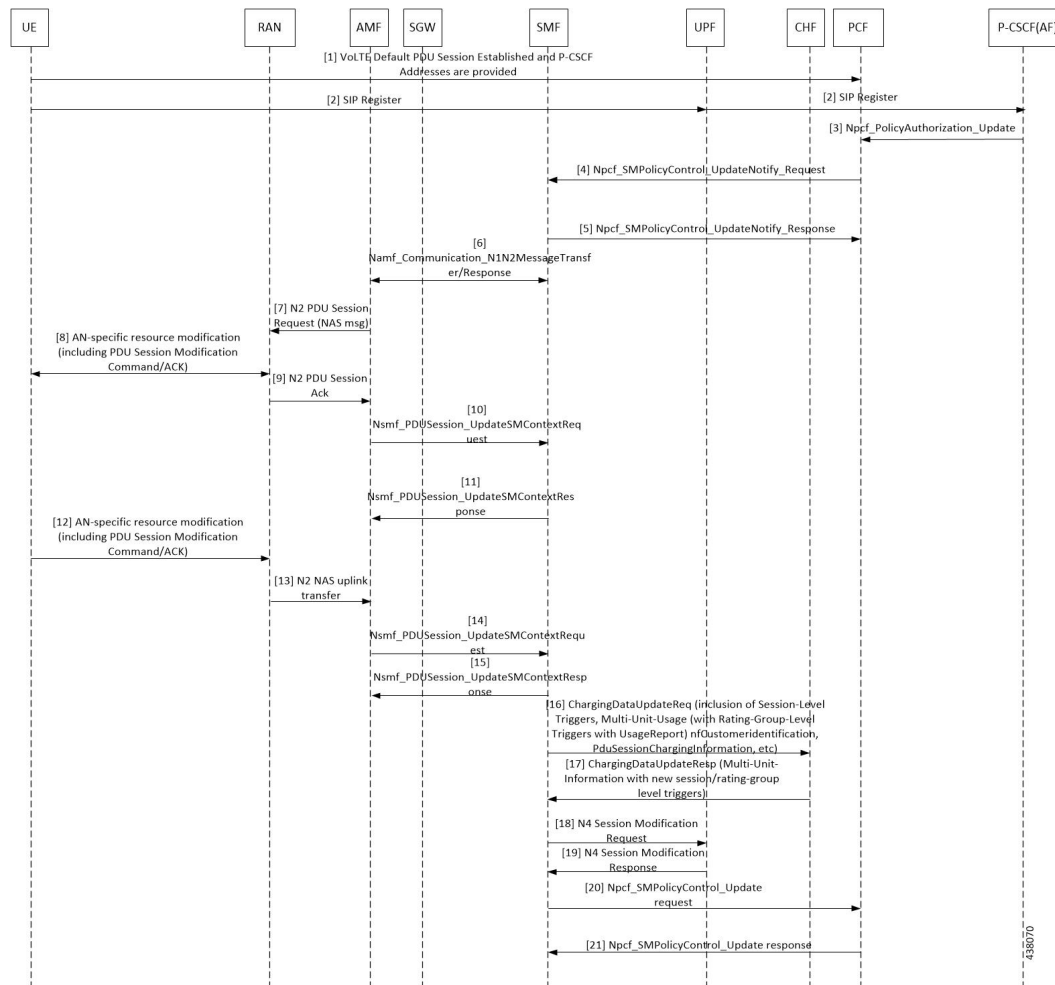 UE
RAN
AMF
SGW
SMF
UPF
CHF
PCF
P-CSCF(AF)
[1] VoLTE Default PDU Session Established and P-CSCF
Addresses are provided
[2] SIP Register
[2] SIP Register
[3] Npcf_PolicyAuthorization_Update
[4] Npcf_SMPolicyControl_UpdateNotify_Request
[5] Npcf_SMPolicyControl_UpdateNotify_Response
[6]
Namf_Communication_N1N2MessageTransf
er/Response
[7] N2 PDU Session
Request (NAS msg)
[8] AN-specific resource modification
(including PDU Session Modification
Command/ACK)
[9] N2 PDU Session
Ack
[10]
Nsmf_PDUSession_UpdateSMContextReq
uest
[11]
Nsmf_PDUSession_UpdateSMContextRes
ponse
[12] AN-specific resource modification
(including PDU Session Modification
Command/ACK)
[13] N2 NAS uplink
transfer
[14]
Nsmf_PDUSession_UpdateSMContextRequ
est
[15]
Nsmf_PDUSession_UpdateSMContextResp
onse
[16] ChargingDataUpdateReq (inclusion of Session-Level
Triggers, Multi-Unit-Usage (with Rating-Group-Level
Triggers with UsageReport) nfCustomeridentification,
PduSessionChargingInformation, etc)
[17] ChargingDataUpdateResp (Multi-Unit-
Information with new session/rating-group
level triggers)
[18] N4 Session Modification
Request
[19] N4 Session Modification
Response
[20] Npcf_SMPolicyControl_Update
request
[21] Npcf_SMPolicyControl_Update response
438070